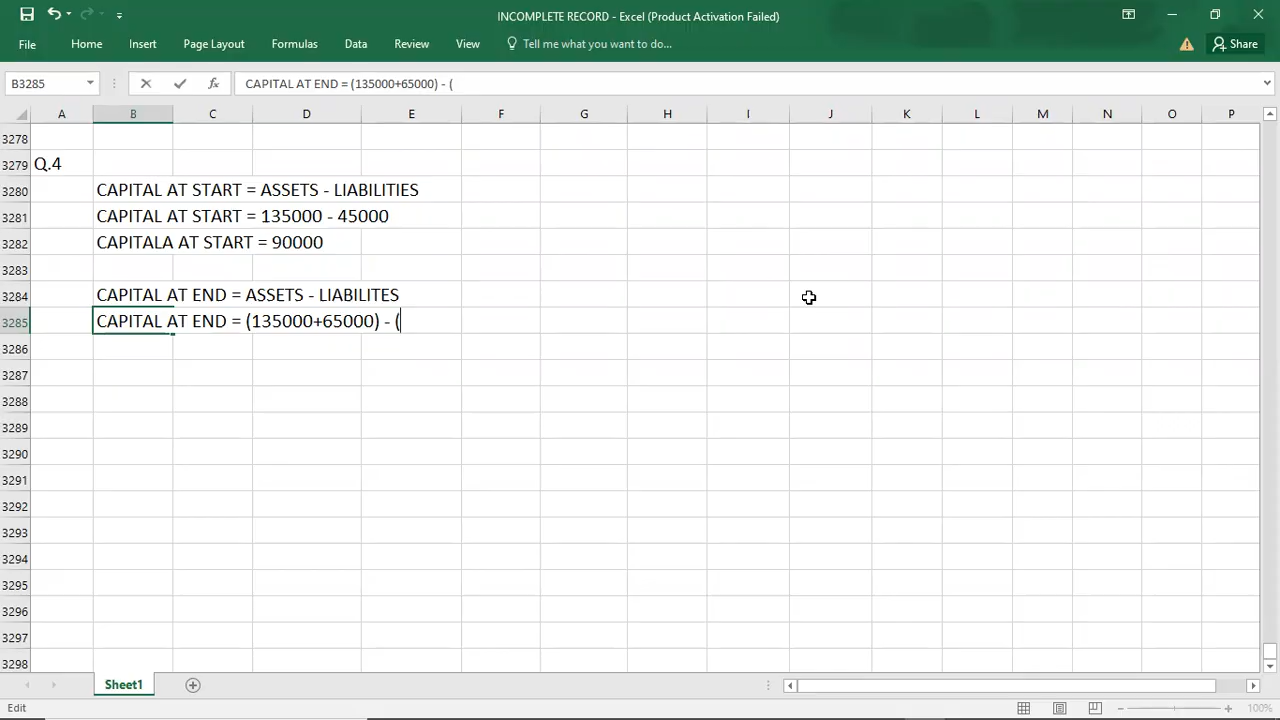 INCOMPLETE RECORD - Excel (Product Activation Failed)
File Home Insert Page Layout Formulas Data Review View Tell me what you want to do... Share
B3285 fx CAPITAL AT END = (135000+65000) - (
A B C D E F G H I J K L M N O P
3278
3279 Q.4
3280 CAPITAL AT START = ASSETS - LIABILITIES
3281 CAPITAL AT START = 135000 - 45000
3282 CAPITALA AT START = 90000
3283
3284 CAPITAL AT END = ASSETS - LIABILITES
3285 CAPITAL AT END = (135000+65000) - (
3286
3287
3288
3289
3290
3291
3292
3293
3294
3295
3296
3297
3298
Sheet1
Edit 100%